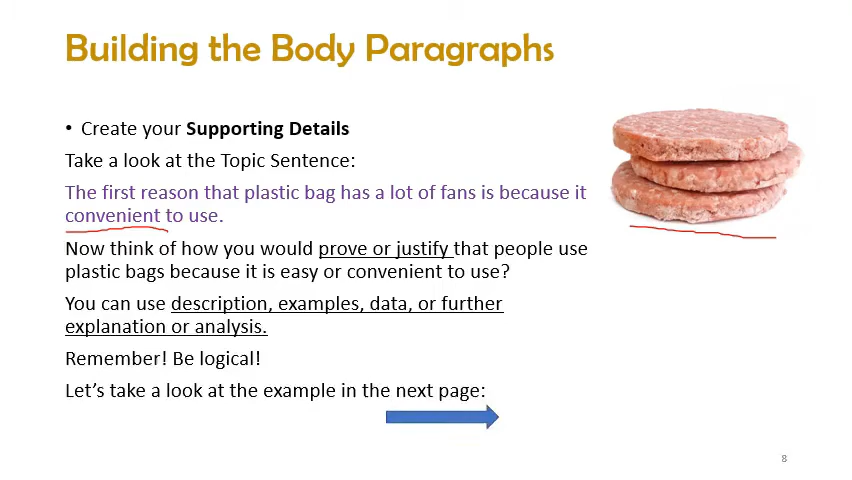 Building the Body Paragraphs
• Create your Supporting Details
Take a look at the Topic Sentence:
The first reason that plastic bag has a lot of fans is because it
convenient to use.
Now think of how you would prove or justify that people use
plastic bags because it is easy or convenient to use?
You can use description, examples, data, or further
explanation or analysis.
Remember! Be logical!
Let’s take a look at the example in the next page:
8